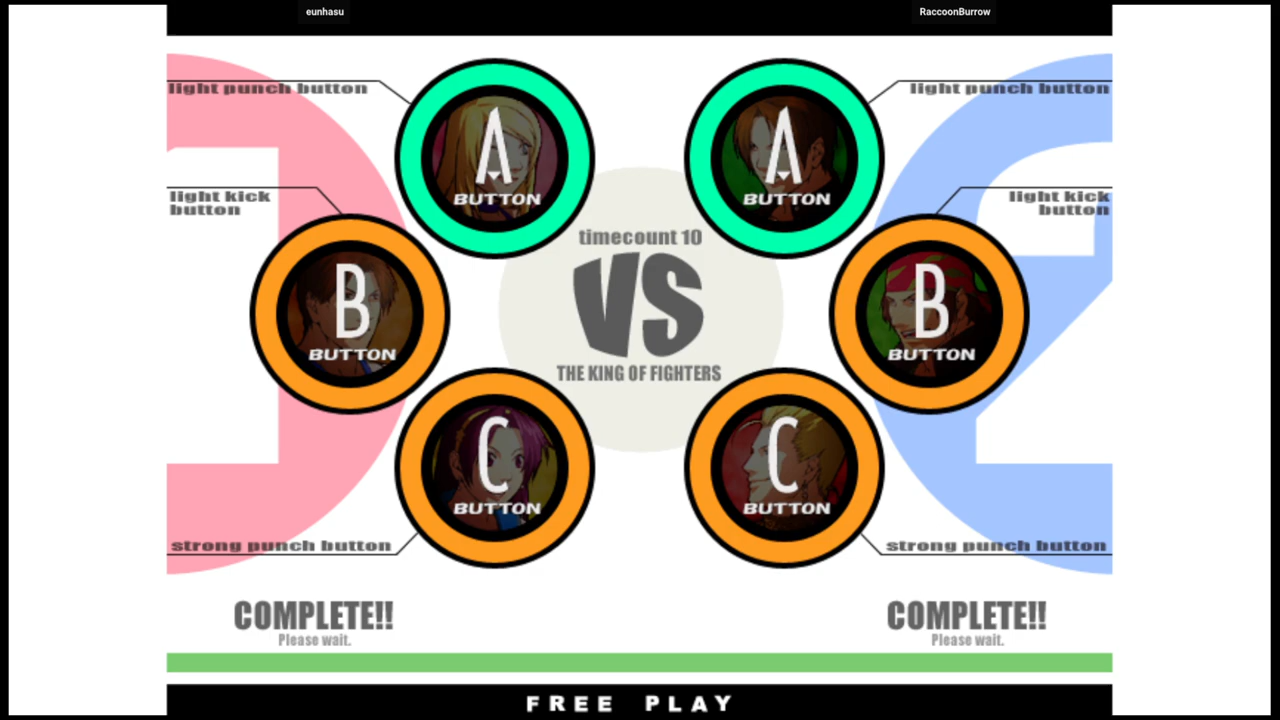 eunhasu
RaccoonBurrow
light punch button
light punch button
A
BUTTON
A
BUTTON
light kick
button
light kick
button
timecount 10
VS
THE KING OF FIGHTERS
B
BUTTON
B
BUTTON
C
BUTTON
C
BUTTON
strong punch button
strong punch button
COMPLETE!!
Please wait.
COMPLETE!!
Please wait.
FREE PLAY